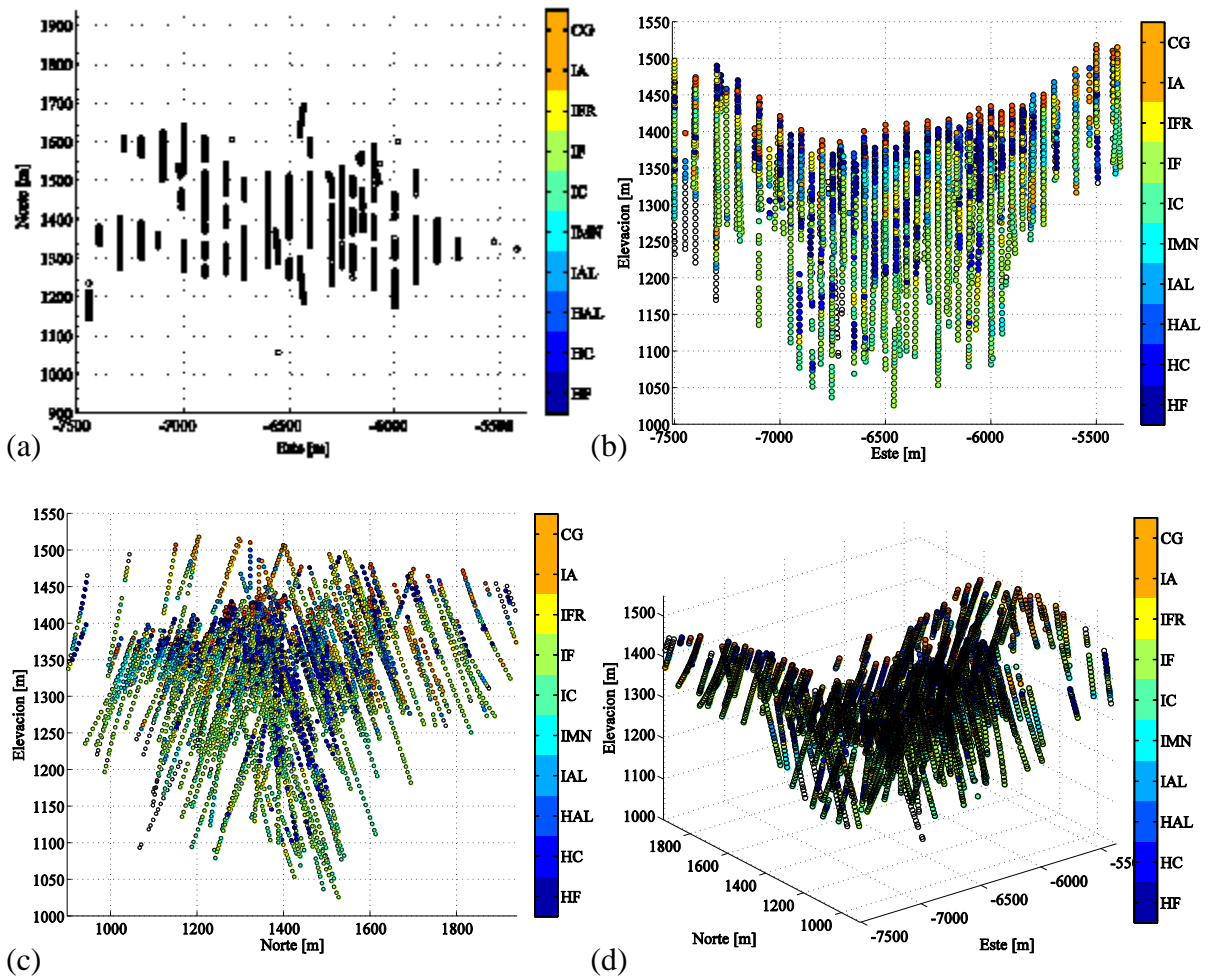 1900
1800
1700
1600
1500
1400
1500
1200
1000
1000
900
Norte [m]
-7500 -7000 -6500 -6000 -5500
Este [m]
CG
IA
IFR
IF
IC
IMN
IAL
HAL
HC
HF
(a)
1550
1500
1450
1400
1350
1300
1250
1200
1150
1100
1050
1000
Elevacion [m]
-7500 -7000 -6500 -6000 -5500
Este [m]
CG
IA
IFR
IF
IC
IMN
IAL
HAL
HC
HF
(b)
1550
1500
1450
1400
1350
1300
1250
1200
1150
1100
1050
1000
Elevacion [m]
1000 1200 1400 1600 1800
Norte [m]
CG
IA
IFR
IF
IC
IMN
IAL
HAL
HC
HF
(c)
1500
1400
1300
1200
1100
1000
Elevacion [m]
1800
1600
1400
1200
1000
Norte [m]
-7500
-7000
-6500
-6000
-550
Este [m]
CG
IA
IFR
IF
IC
IMN
IAL
HAL
HC
HF
(d)